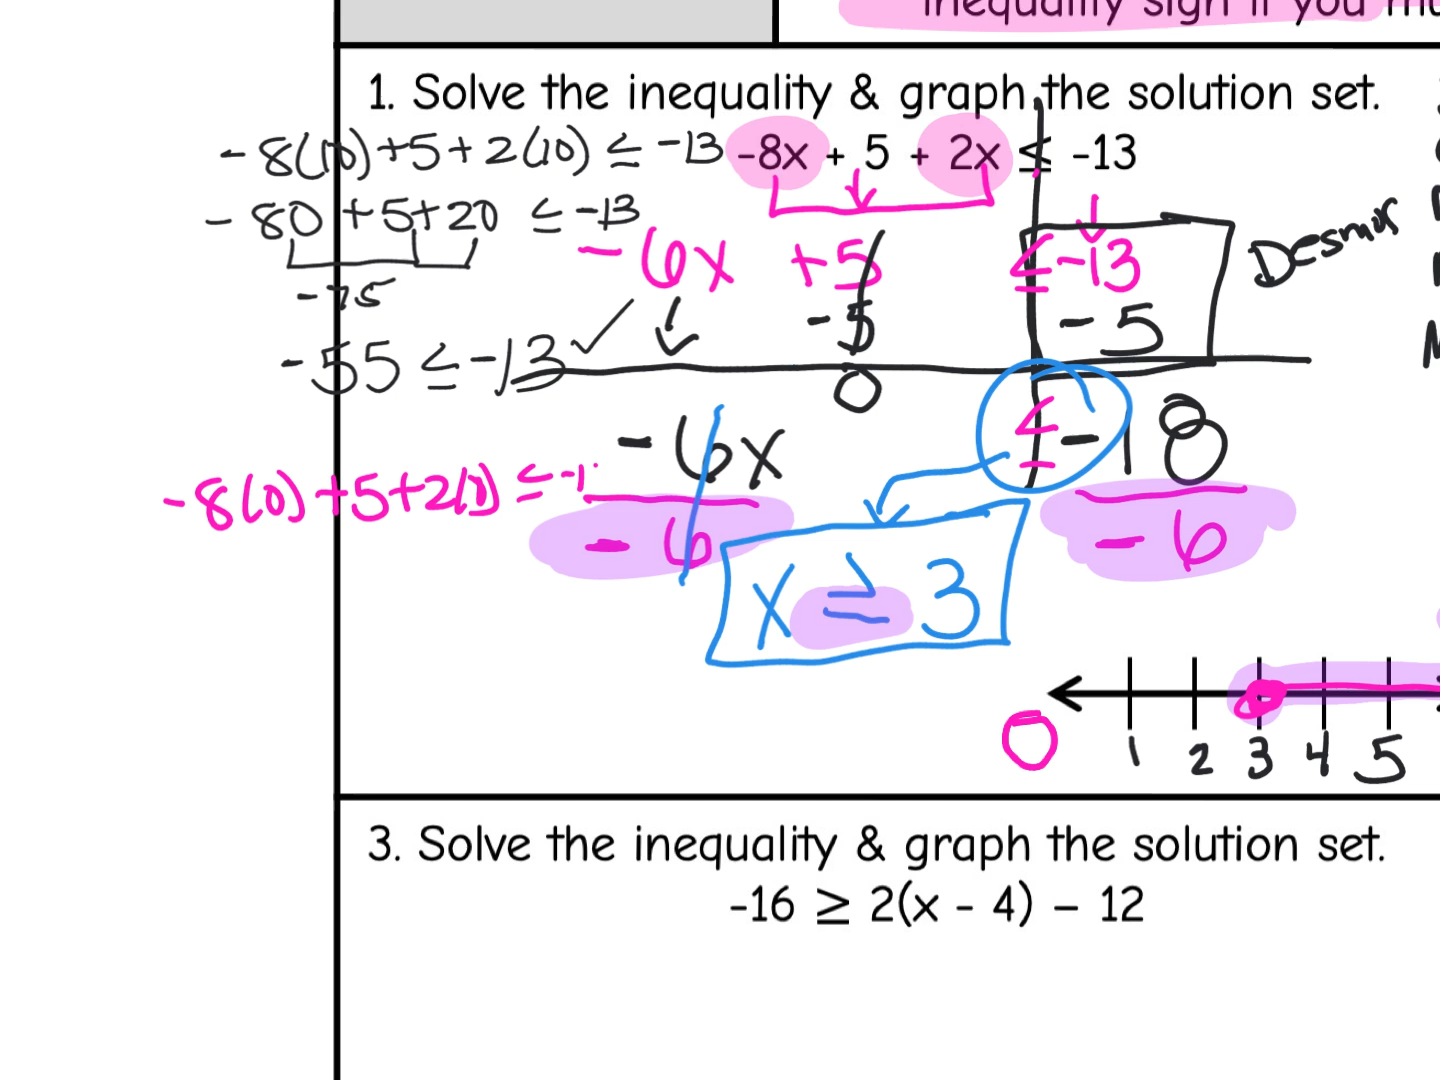 inequality sign if you
1. Solve the inequality & graph the solution set.
-8(10)+5+2(10) ≤ -13
-8x + 5 + 2x ≤ -13
-80 +5+20 ≤ -13
-6x +5 ≤ -13
-75
-5 -5
Desmos
-55 ≤ -13 ✓
0
-6x ≤ -18
-8(0)+5+2(0) ≤ -1
-6 -6
x ≥ 3
0 1 2 3 4 5
3. Solve the inequality & graph the solution set.
-16 ≥ 2(x - 4) – 12